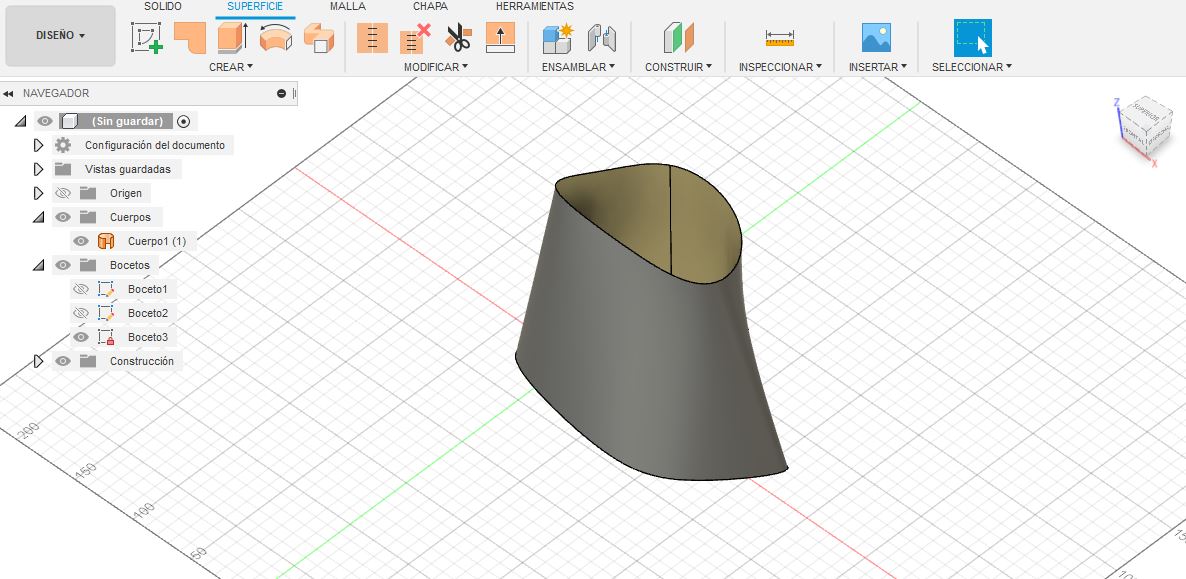 SOLIDO SUPERFICIE MALLA CHAPA HERRAMIENTAS
DISEÑO
CREAR MODIFICAR ENSAMBLAR CONSTRUIR INSPECCIONAR INSERTAR SELECCIONAR
NAVEGADOR
(Sin guardar)
Configuración del documento
Vistas guardadas
Origen
Cuerpos
Cuerpo1 (1)
Bocetos
Boceto1
Boceto2
Boceto3
Construcción
Z
SUPERIOR
X
200
150
100
50